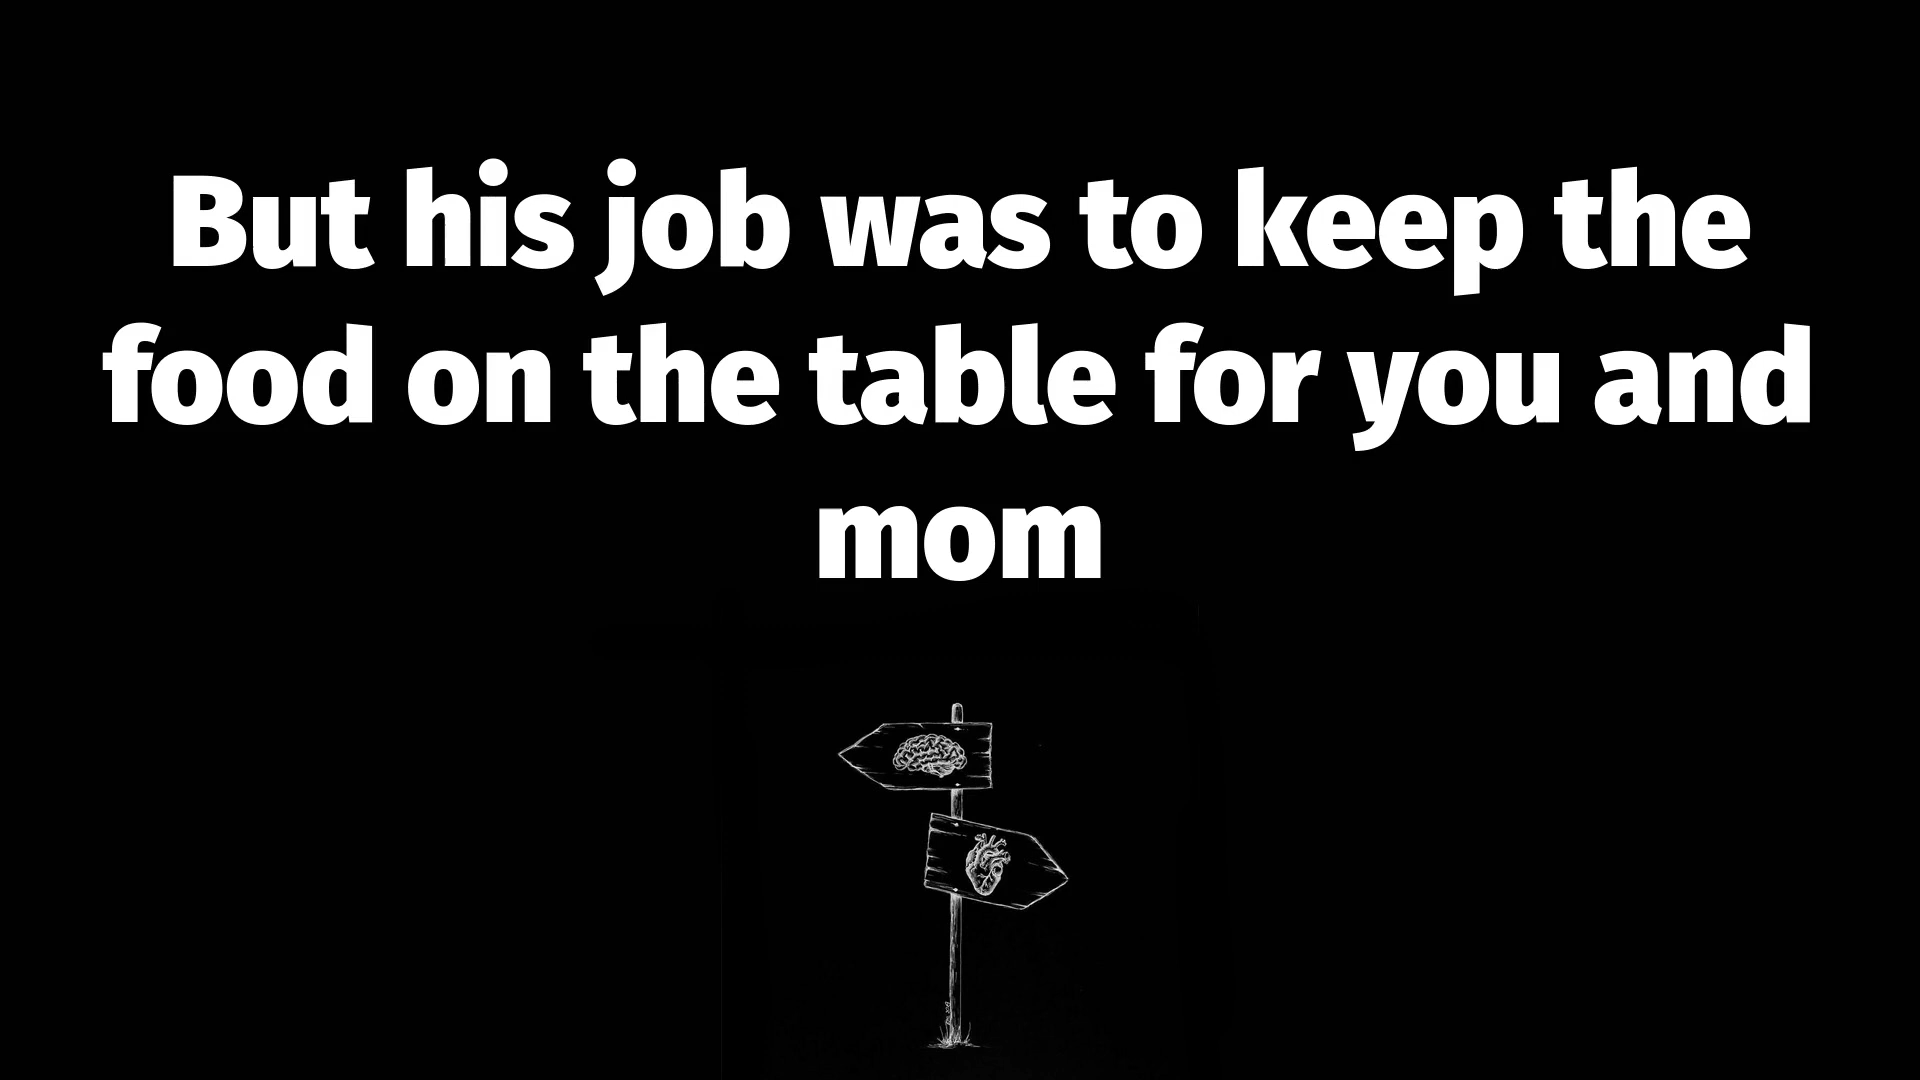 But his job was to keep the
food on the table for you and
mom